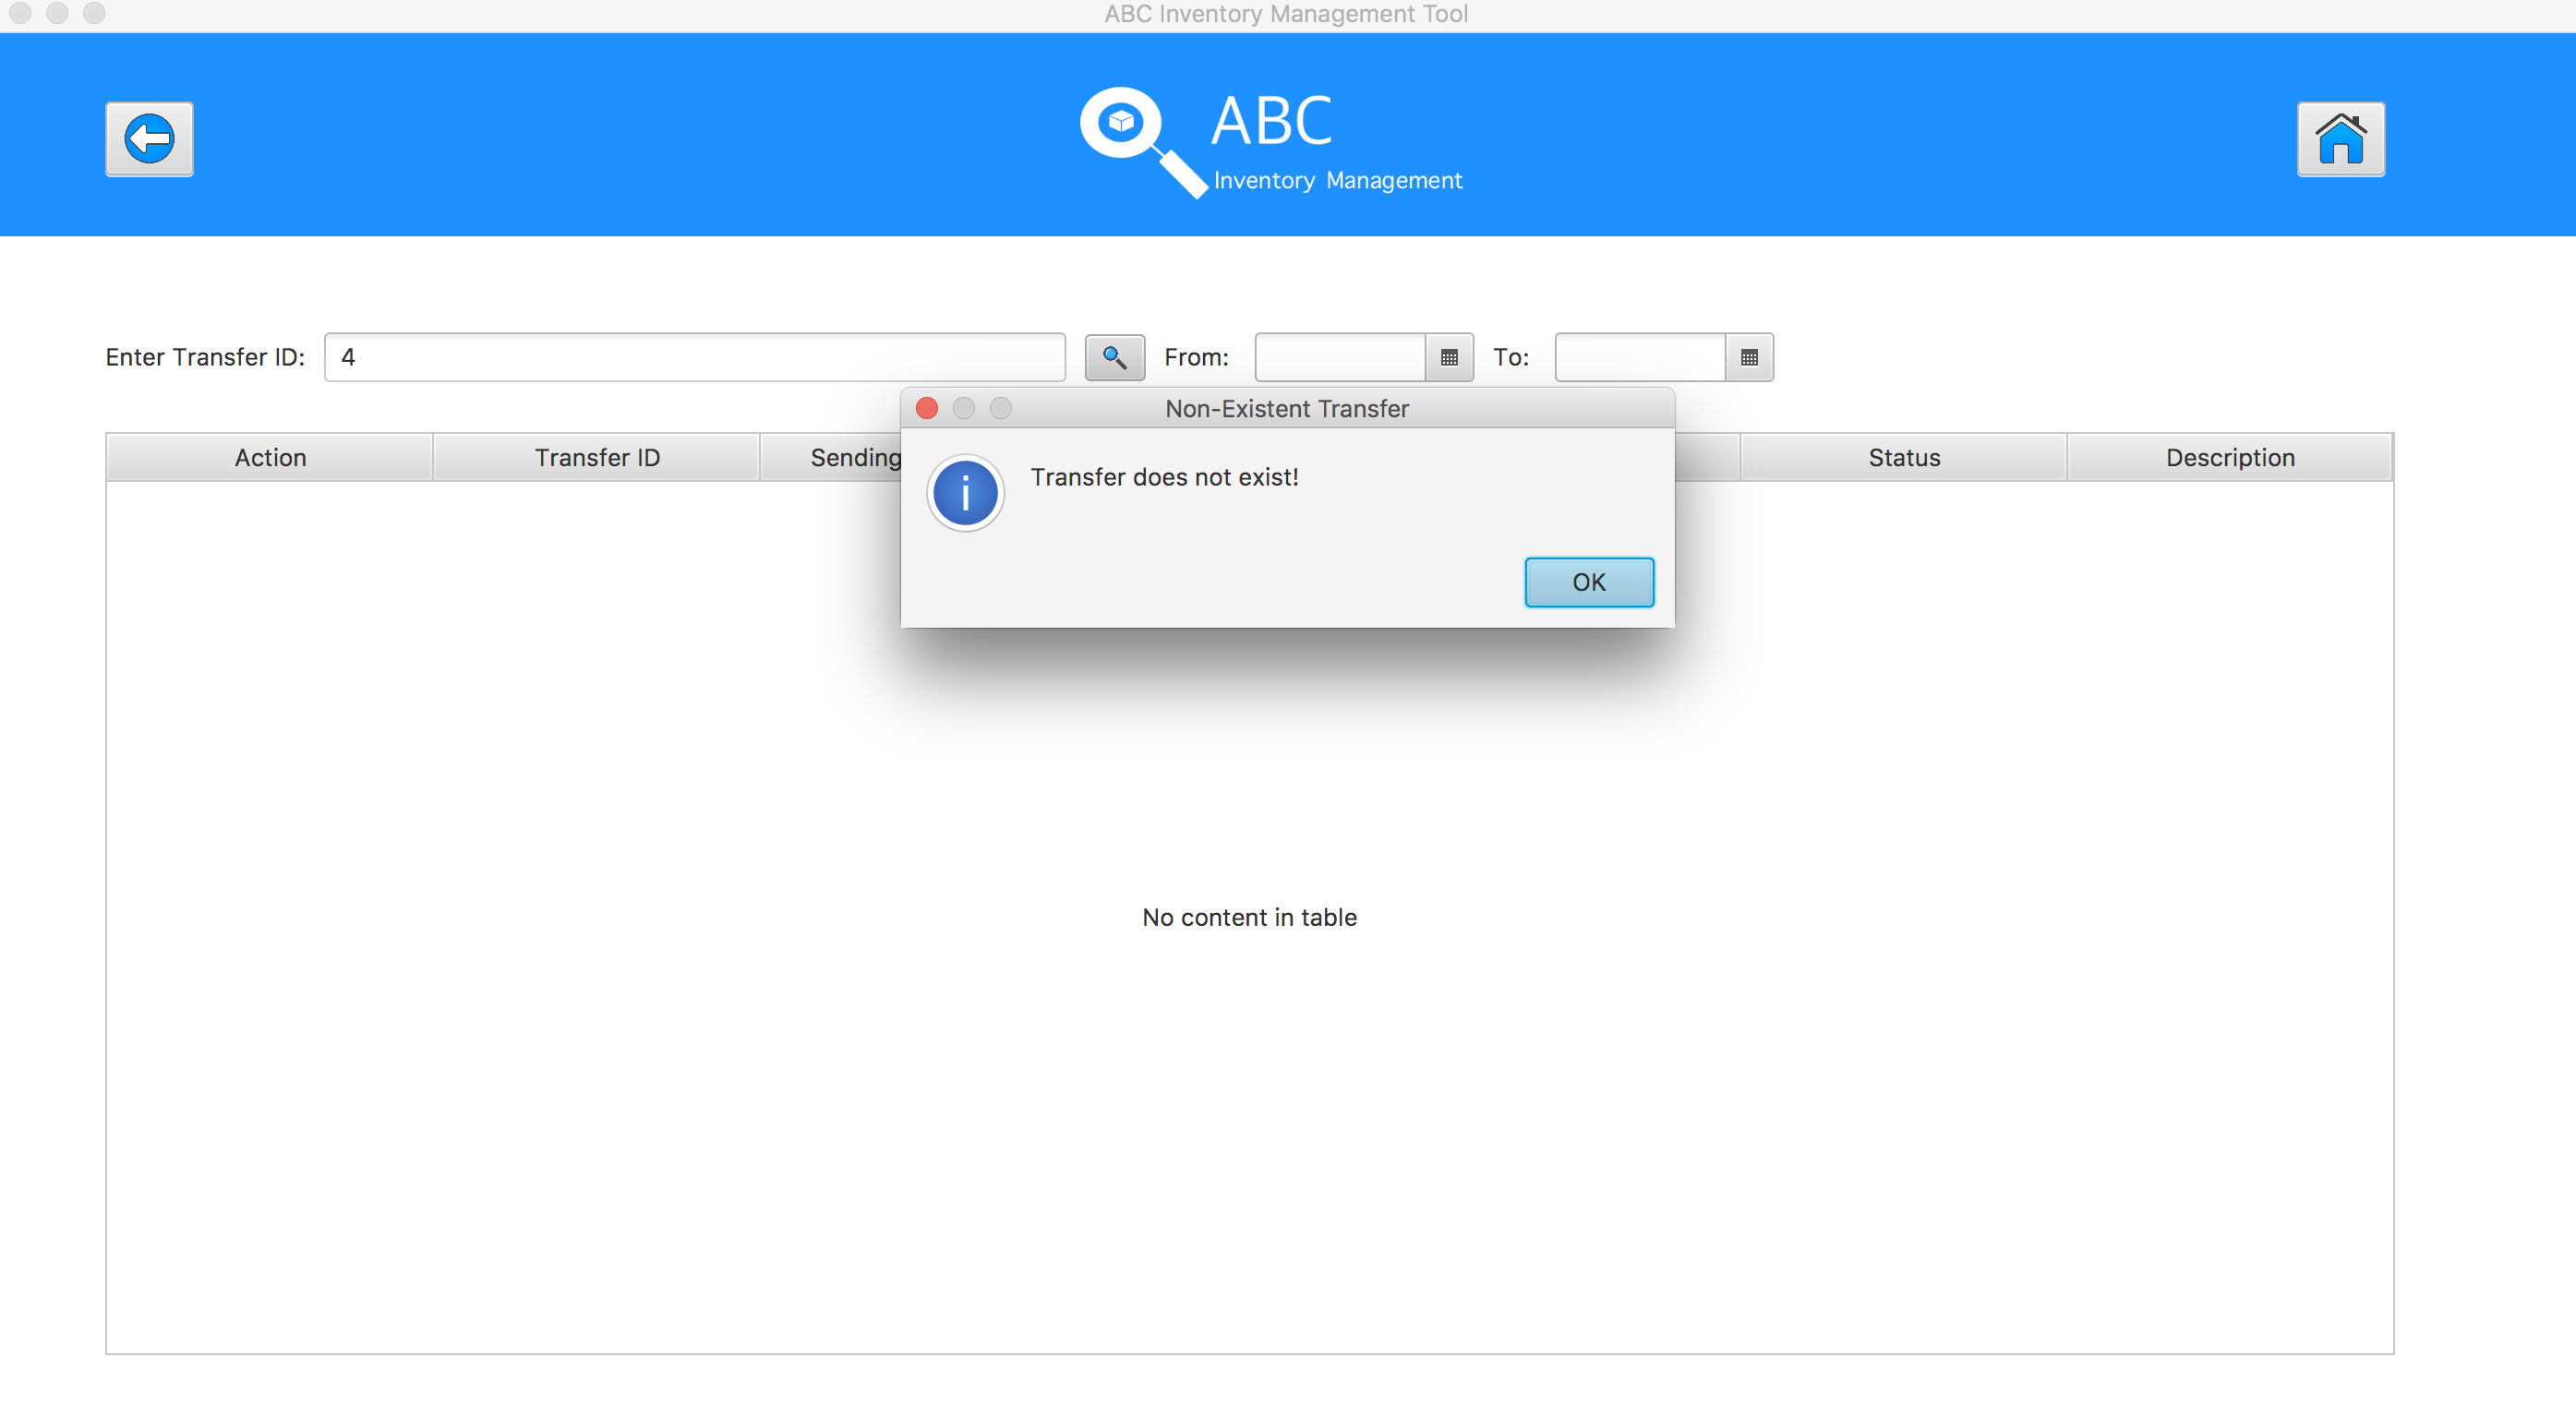 ABC Inventory Management Tool
ABC
Inventory Management
Enter Transfer ID: 4 From: To:
Non-Existent Transfer
Action Transfer ID Sending Status Description
Transfer does not exist!
OK
No content in table